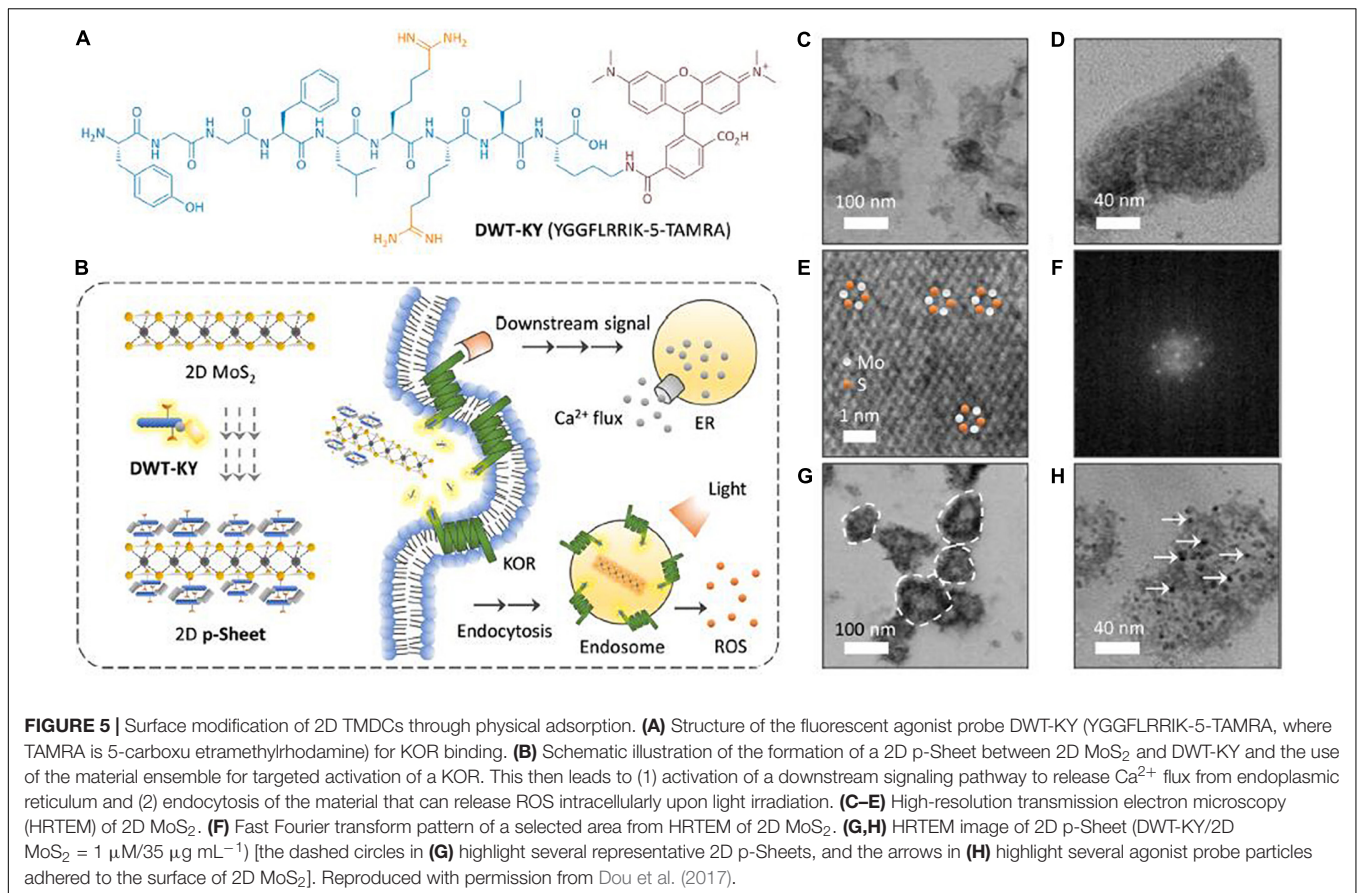 A
HN
NH₂
N
O
N⁺
H₂N
O
H
N
O
N
H
O
H
N
O
N
H
O
H
N
O
N
H
O
H
N
O
N
H
O
OH
CO₂H
H
N
O
OH
H₂N
NH
DWT-KY (YGGFLRRIK-5-TAMRA)
B
2D MoS₂
DWT-KY
2D p-Sheet
Downstream signal
Ca²⁺ flux
ER
KOR
Light
Endocytosis
Endosome
ROS
C
100 nm
D
40 nm
E
Mo
S
1 nm
F
G
100 nm
H
40 nm
FIGURE 5 | Surface modification of 2D TMDCs through physical adsorption. (A) Structure of the fluorescent agonist probe DWT-KY (YGGFLRRIK-5-TAMRA, where
TAMRA is 5-carboxu etramethylrhodamine) for KOR binding. (B) Schematic illustration of the formation of a 2D p-Sheet between 2D MoS₂ and DWT-KY and the use
of the material ensemble for targeted activation of a KOR. This then leads to (1) activation of a downstream signaling pathway to release Ca²⁺ flux from endoplasmic
reticulum and (2) endocytosis of the material that can release ROS intracellularly upon light irradiation. (C–E) High-resolution transmission electron microscopy
(HRTEM) of 2D MoS₂. (F) Fast Fourier transform pattern of a selected area from HRTEM of 2D MoS₂. (G,H) HRTEM image of 2D p-Sheet (DWT-KY/2D
MoS₂ = 1 μM/35 μg mL⁻¹) [the dashed circles in (G) highlight several representative 2D p-Sheets, and the arrows in (H) highlight several agonist probe particles
adhered to the surface of 2D MoS₂]. Reproduced with permission from Dou et al. (2017).